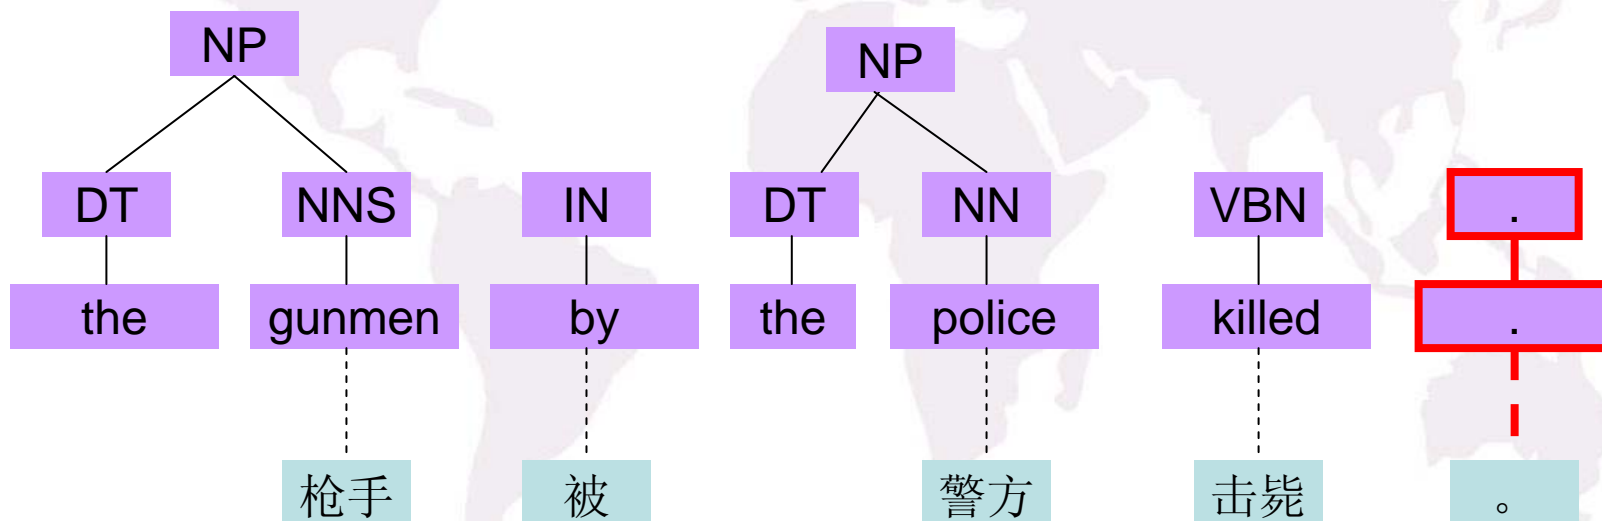 NP NP
DT NNS IN DT NN VBN .
the gunmen by the police killed .
枪手 被 警方 击毙 。